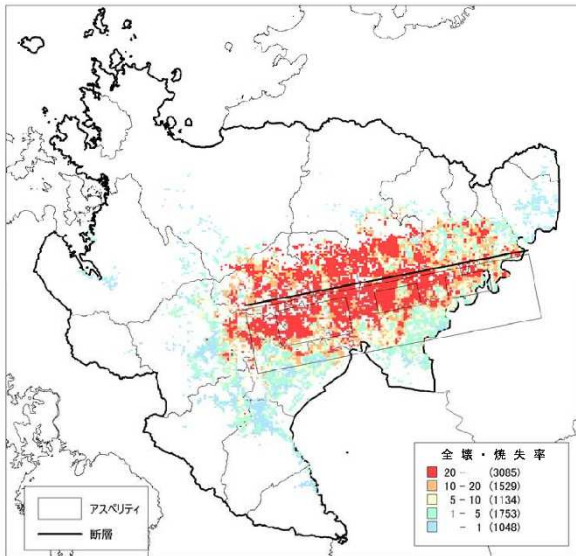 全壊・焼失率
20 - (3085)
10 - 20 (1529)
5 - 10 (1134)
1 - 5 (1753)
- 1 (1048)
アスペリティ
断層